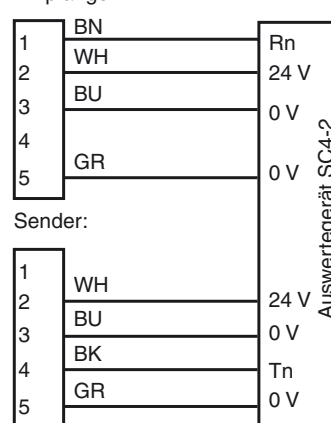 BN
1 Rn
WH
2 24 V
BU
3 0 V
4
GR
5 0 V
Auswertegerät SC4-2
Sender:
1
WH
2 24 V
BU
3 0 V
BK
4 Tn
GR
5 0 V